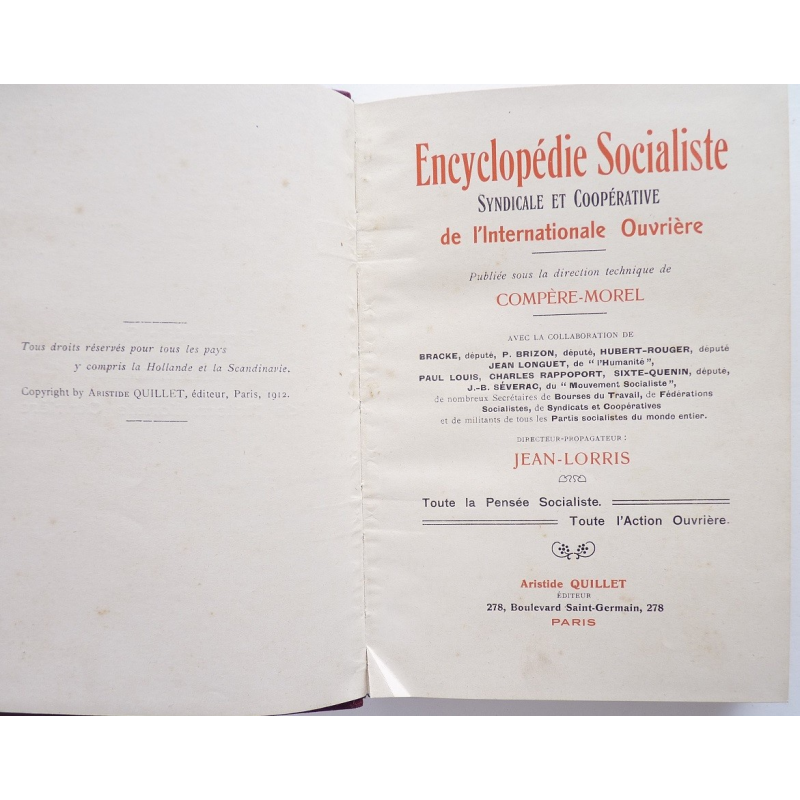 Tous droits réservés pour tous les pays
y compris la Hollande et la Scandinavie.
Copyright by ARISTIDE QUILLET, éditeur, Paris, 1912.
Encyclopédie Socialiste
SYNDICALE ET COOPÉRATIVE
de l'Internationale Ouvrière
Publiée sous la direction technique de
COMPÈRE-MOREL
AVEC LA COLLABORATION DE
BRACKE, député, P. BRIZON, député, HUBERT-ROUGER, député
JEAN LONGUET, de " l'Humanité ",
PAUL LOUIS, CHARLES RAPPOPORT, SIXTE-QUENIN, député,
J.-B. SÉVERAC, du " Mouvement Socialiste ",
de nombreux Secrétaires de Bourses du Travail, de Fédérations
Socialistes, de Syndicats et Coopératives
et de militants de tous les Partis socialistes du monde entier.
DIRECTEUR-PROPAGATEUR :
JEAN-LORRIS
Toute la Pensée Socialiste.
Toute l'Action Ouvrière.
Aristide QUILLET
ÉDITEUR
278, Boulevard Saint-Germain, 278
PARIS